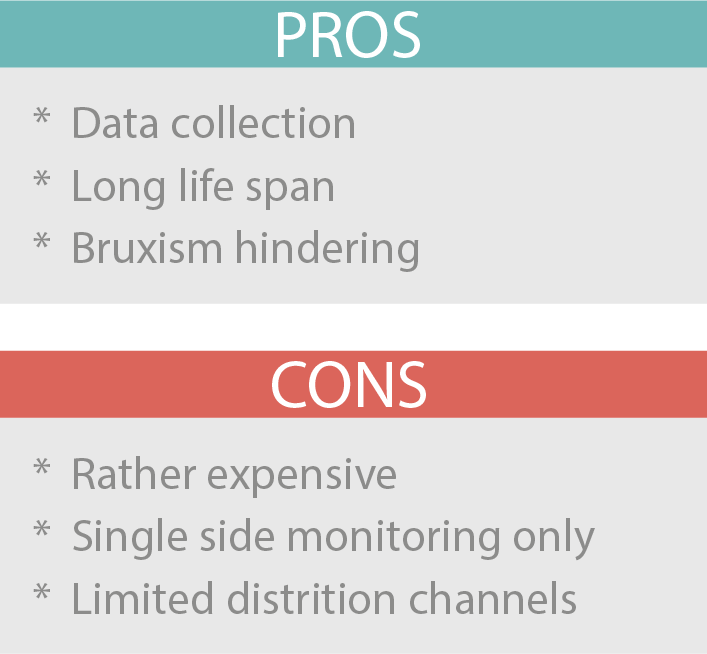 PROS
* Data collection
* Long life span
* Bruxism hindering
CONS
* Rather expensive
* Single side monitoring only
* Limited distrition channels